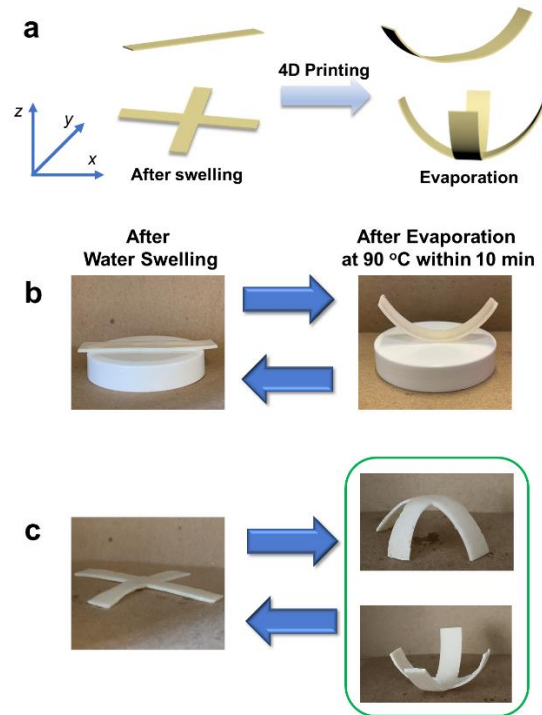 a
4D Printing
z
y
x
After swelling
Evaporation
After
Water Swelling
After Evaporation
at 90 °C within 10 min
b
c